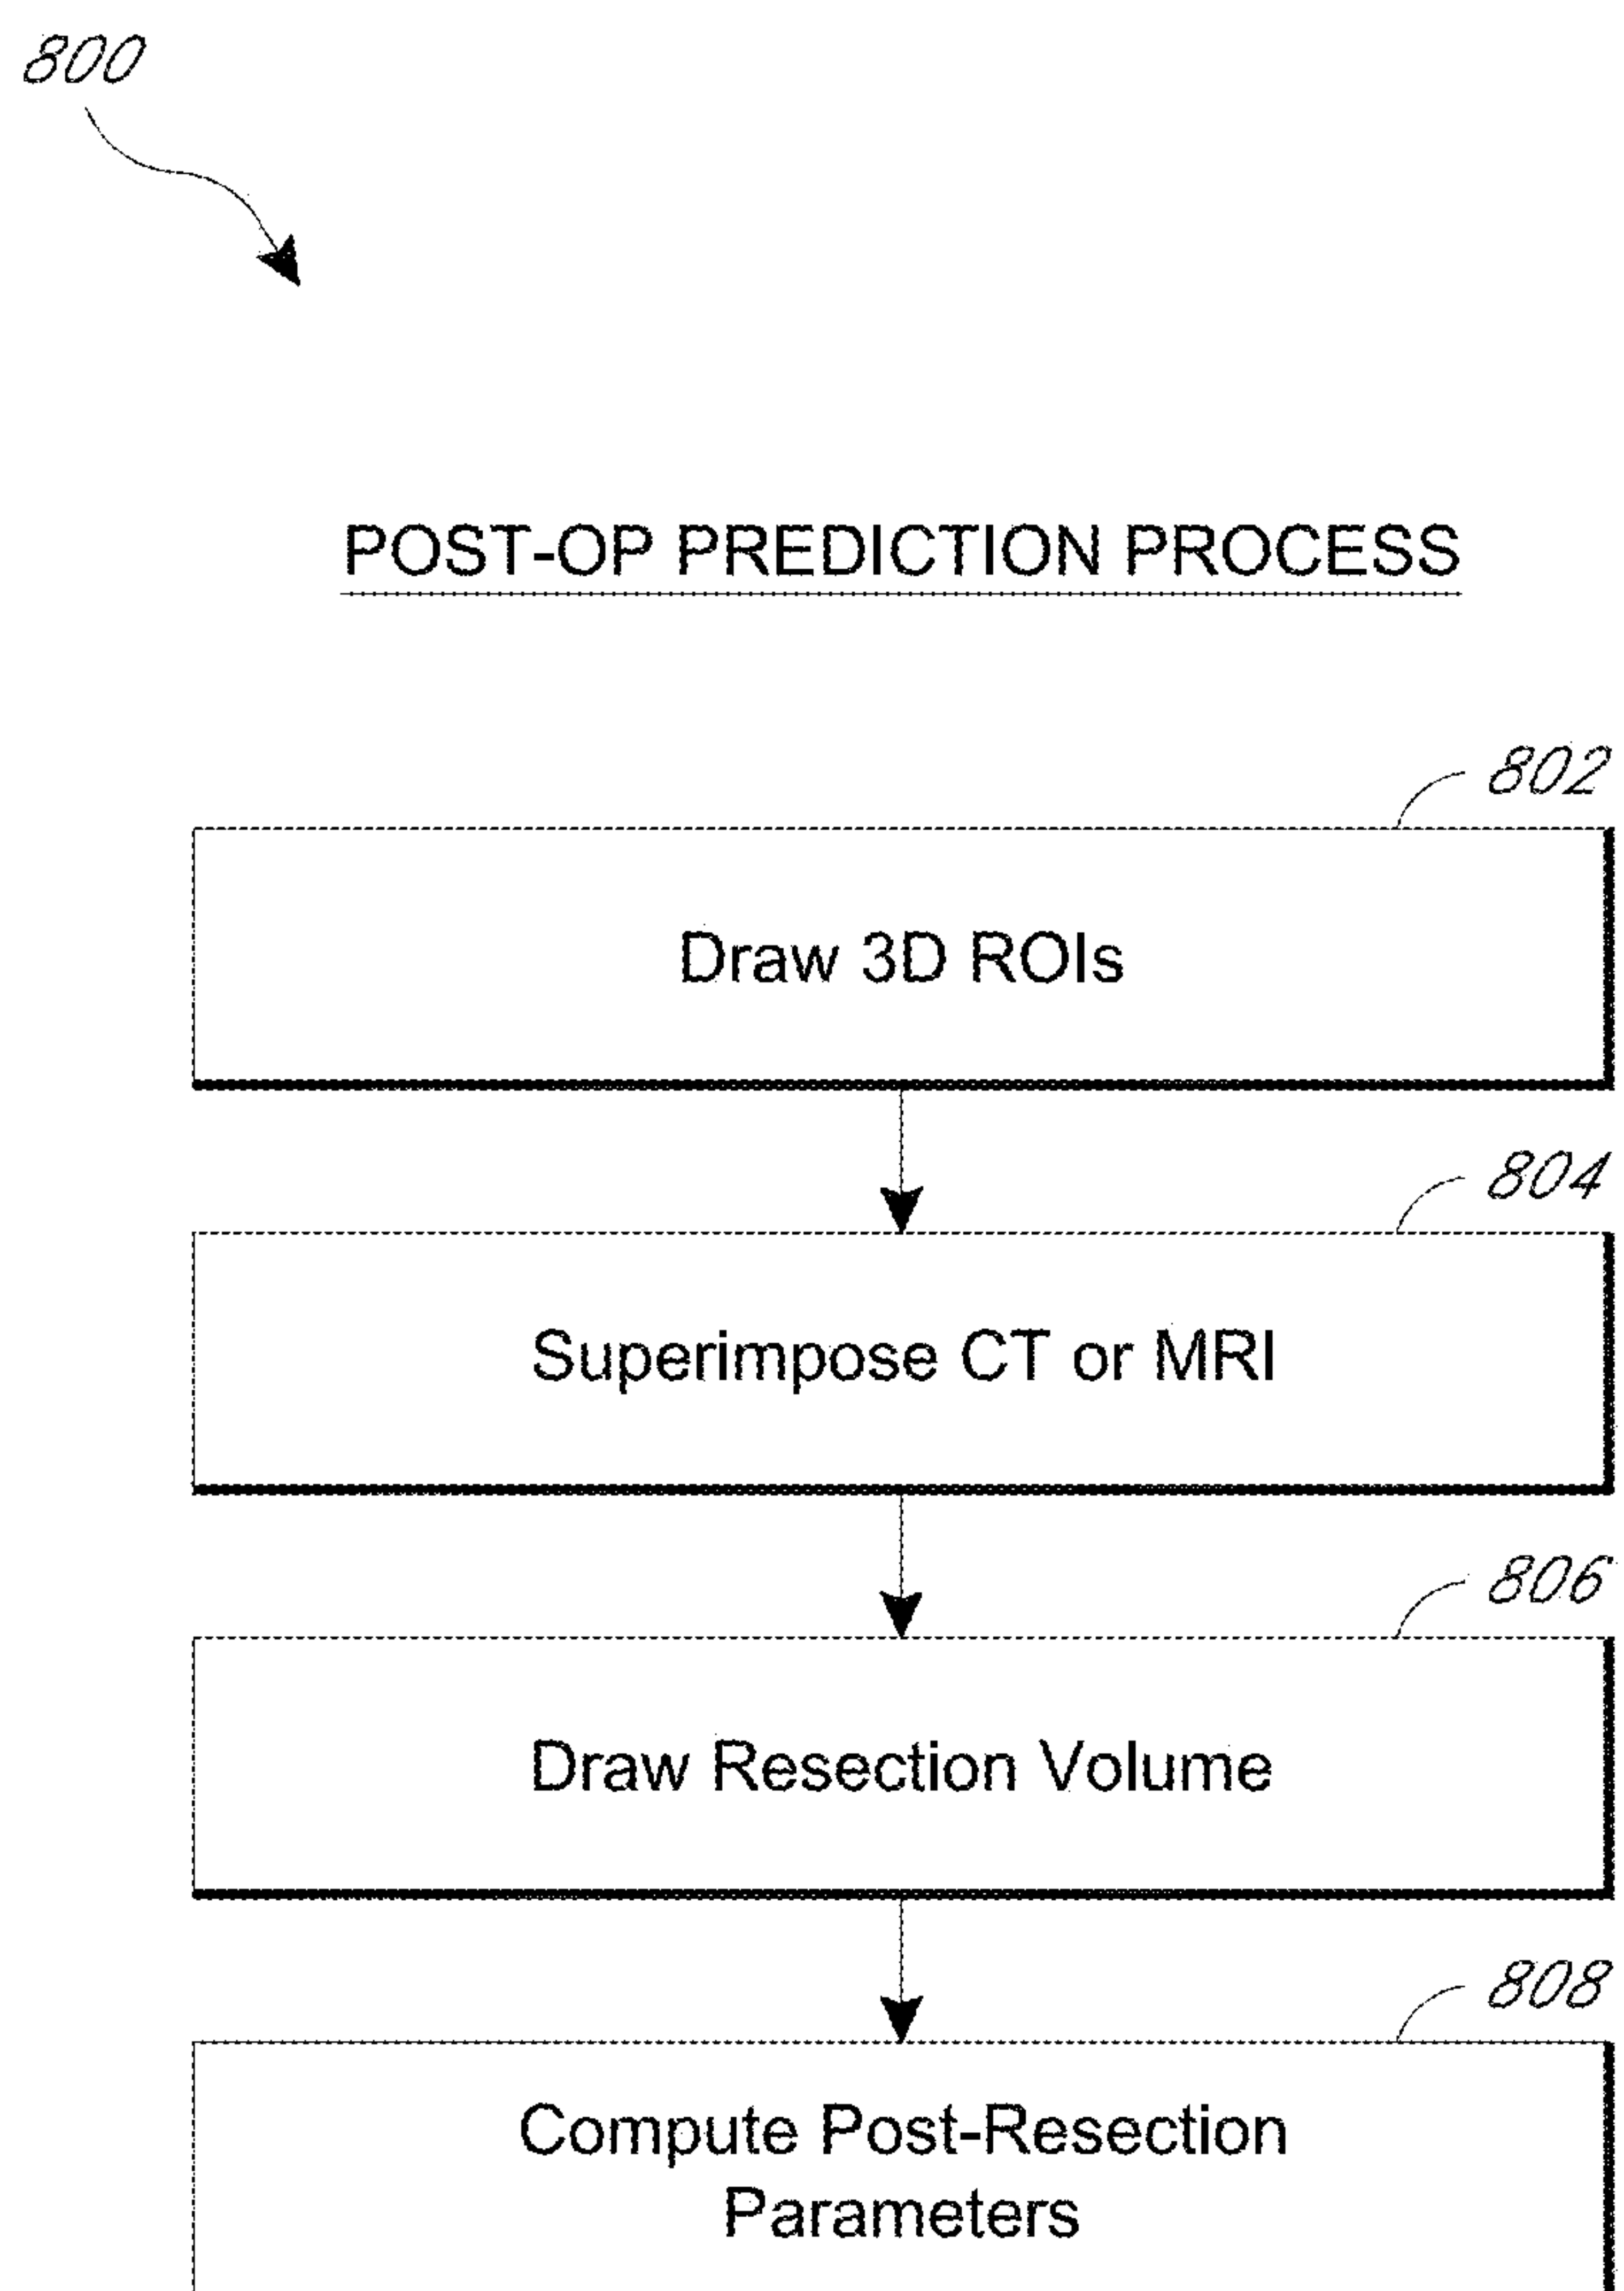 800
POST-OP PREDICTION PROCESS
802
Draw 3D ROIs
804
Superimpose CT or MRI
806
Draw Resection Volume
808
Compute Post-Resection
Parameters